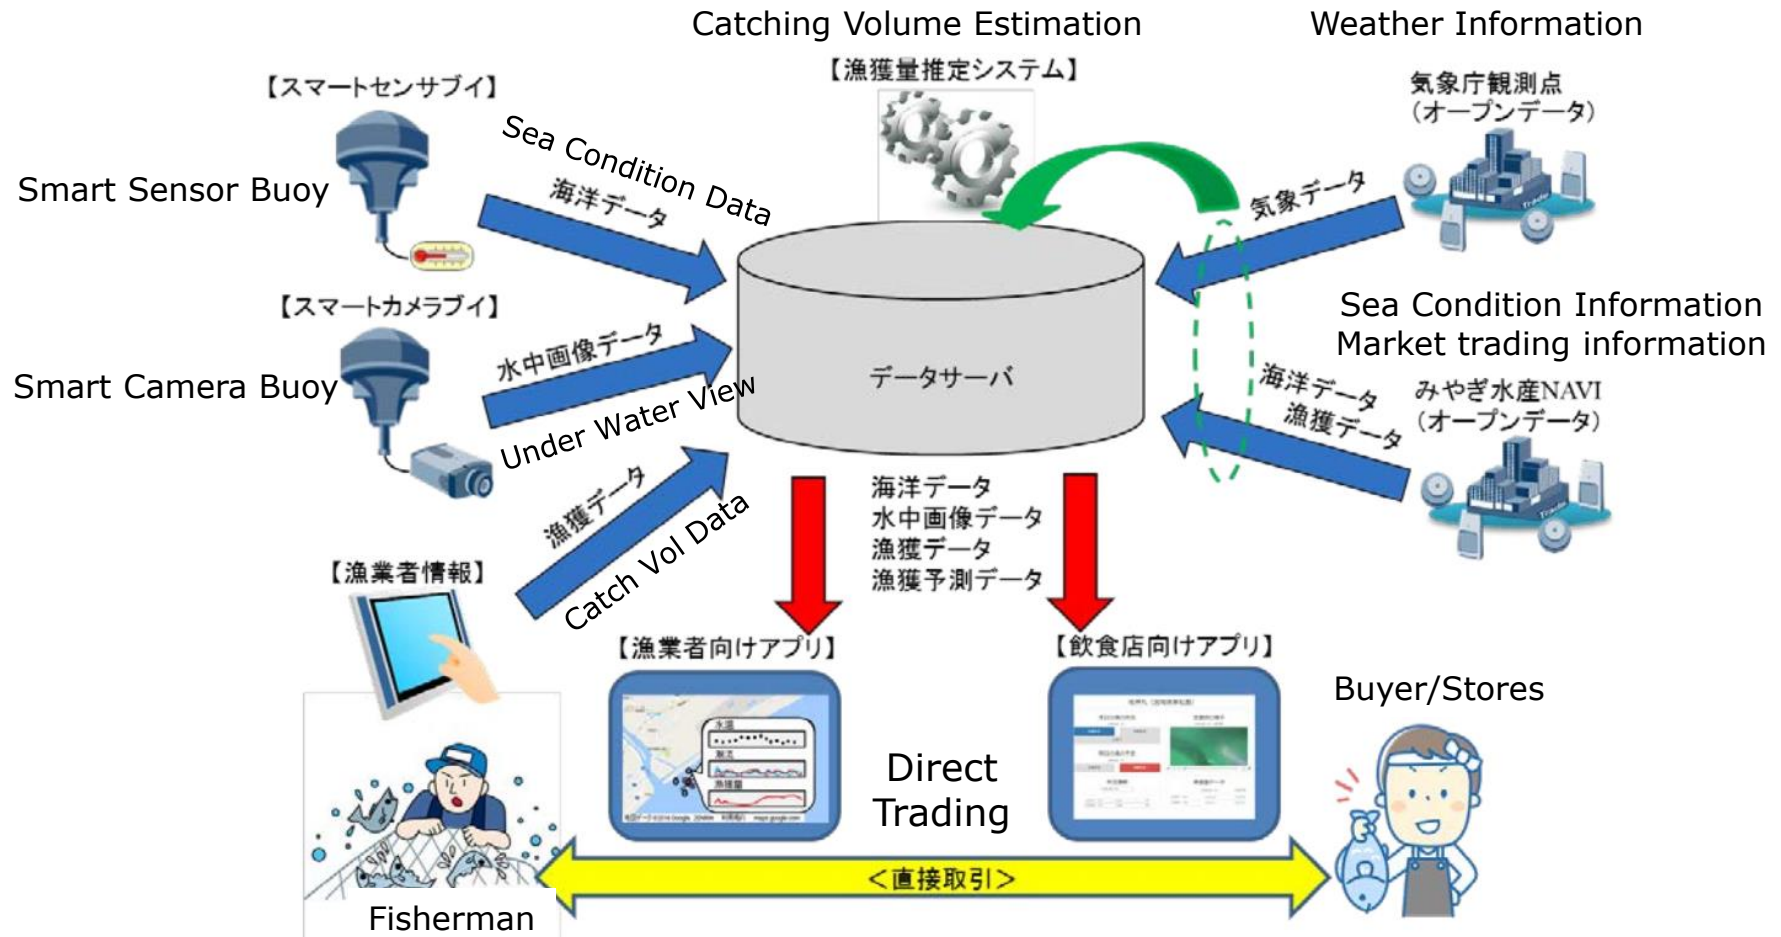 Catching Volume Estimation
Weather Information
【漁獲量推定システム】
【スマートセンサブイ】
気象庁観測点
(オープンデータ)
Sea Condition Data
海洋データ
Smart Sensor Buoy
気象データ
【スマートカメラブイ】
Sea Condition Information
Market trading information
水中画像データ
Smart Camera Buoy
データサーバ
海洋データ
漁獲データ
みやぎ水産NAVI
(オープンデータ)
Under Water View
漁獲データ
Catch Vol Data
海洋データ
水中画像データ
漁獲データ
漁獲予測データ
【漁業者情報】
【漁業者向けアプリ】
【飲食店向けアプリ】
Buyer/Stores
水温
潮流
漁獲量
Direct
Trading
<直接取引>
Fisherman